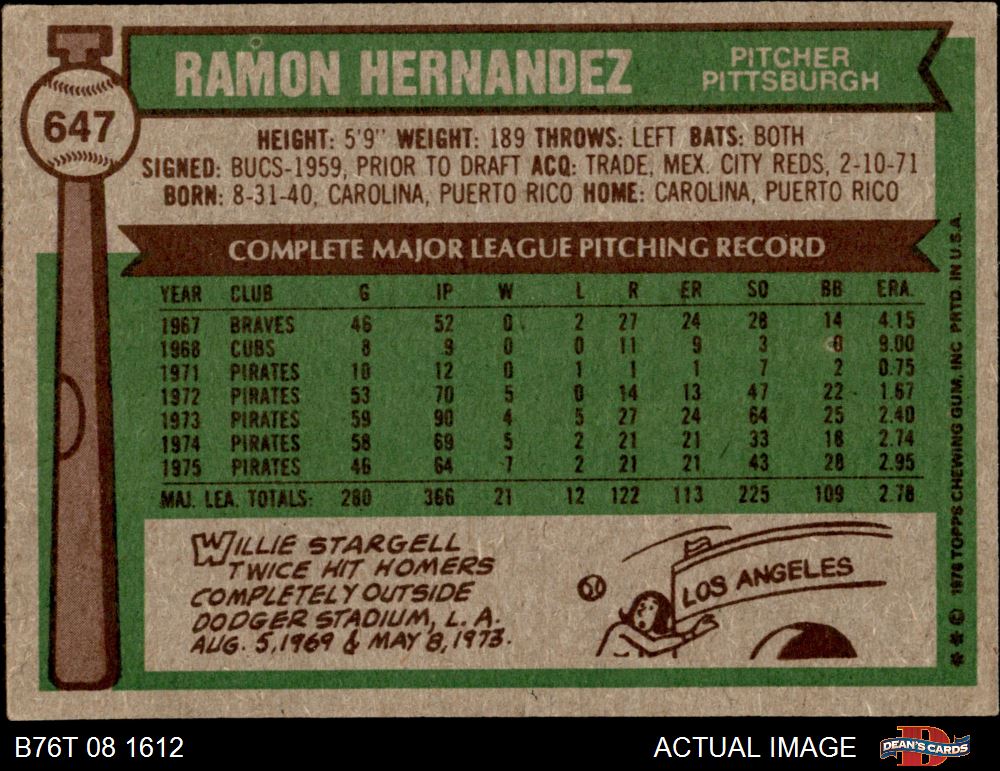 647
RAMON HERNANDEZ
PITCHER
PITTSBURGH
HEIGHT: 5'9" WEIGHT: 189 THROWS: LEFT BATS: BOTH
SIGNED: BUCS-1959, PRIOR TO DRAFT ACQ: TRADE, MEX. CITY REDS, 2-10-71
BORN: 8-31-40, CAROLINA, PUERTO RICO HOME: CAROLINA, PUERTO RICO
COMPLETE MAJOR LEAGUE PITCHING RECORD
YEAR CLUB G IP W L R ER SO BB ERA.
1967 BRAVES 46 52 0 2 27 24 28 14 4.15
1968 CUBS 8 9 0 0 11 9 3 0 9.00
1971 PIRATES 10 12 0 1 1 1 7 2 0.75
1972 PIRATES 53 70 5 0 14 13 47 22 1.67
1973 PIRATES 59 90 4 5 27 24 64 25 2.40
1974 PIRATES 58 69 5 2 21 21 33 18 2.74
1975 PIRATES 46 64 7 2 21 21 43 28 2.95
MAJ. LEA. TOTALS: 280 366 21 12 122 113 225 109 2.78
WILLIE STARGELL
TWICE HIT HOMERS
COMPLETELY OUTSIDE
DODGER STADIUM, L.A.
AUG. 5, 1969 & MAY 8, 1973.
LOS ANGELES
* * © 1976 TOPPS CHEWING GUM, INC. PRTD. IN U.S.A.
B76T 08 1612
ACTUAL IMAGE
DEAN'S CARDS